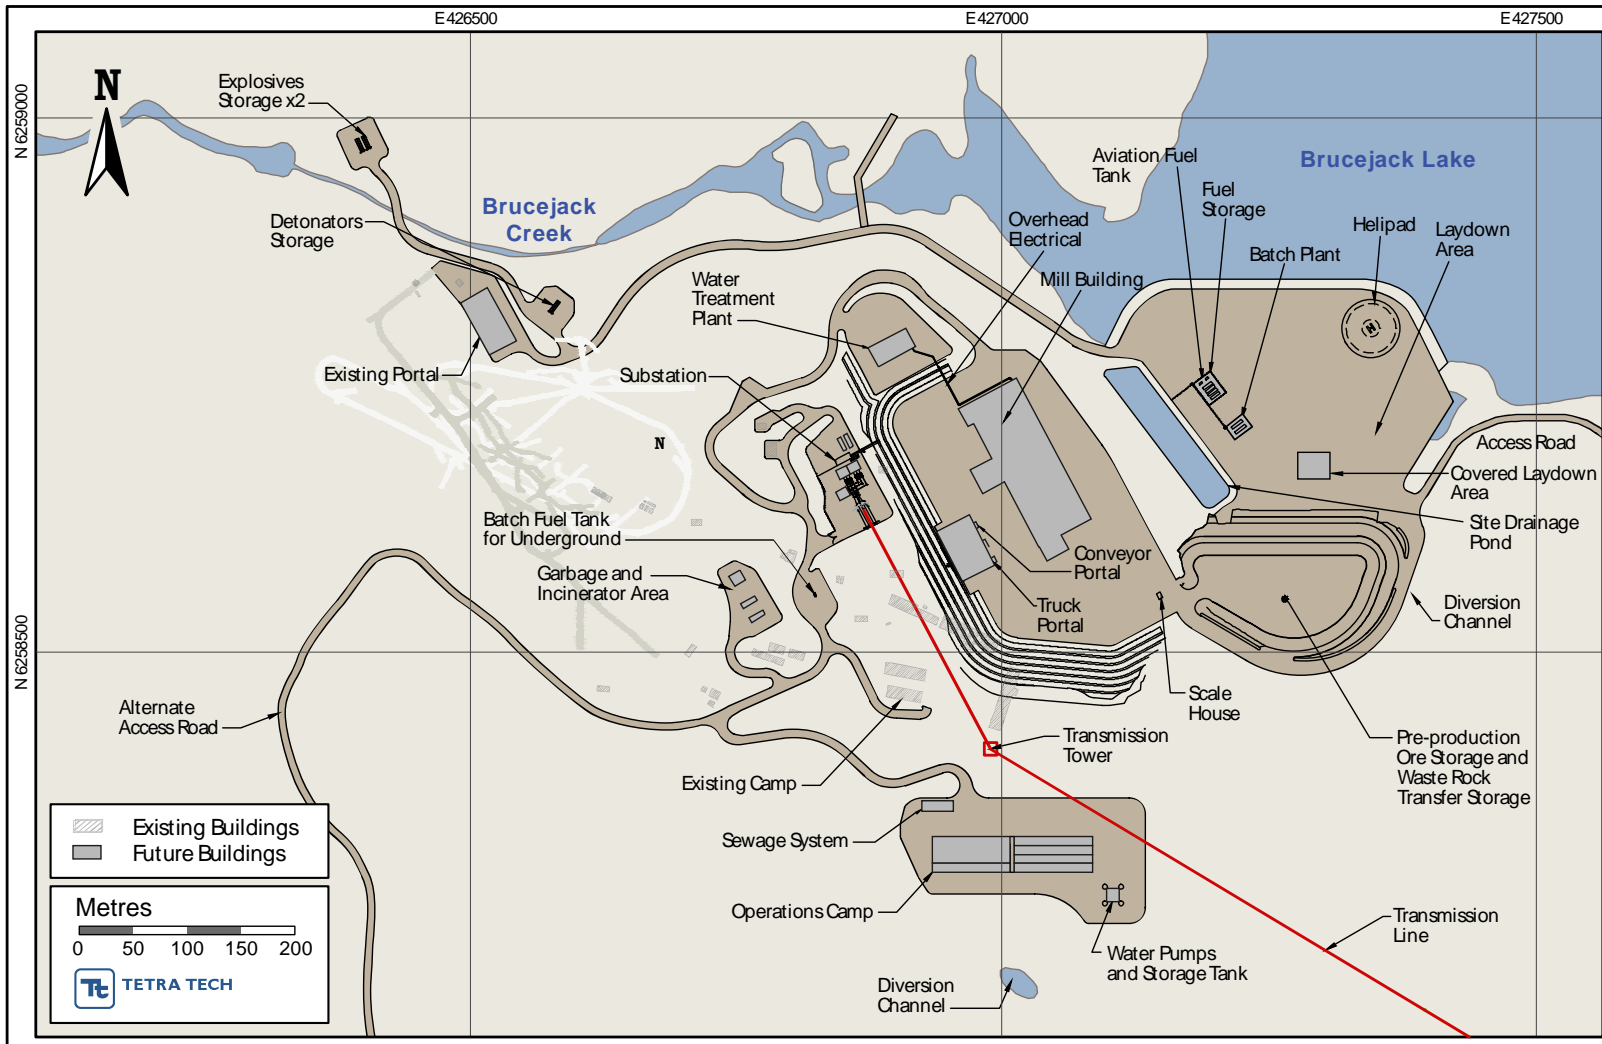 E 426500
E 427000
E 427500
N 6259000
N 6258500
N
Explosives
Storage x2
Detonators
Storage
Brucejack
Creek
Existing Portal
Water
Treatment
Plant
Overhead
Electrical
Mill Building
Aviation Fuel
Tank
Fuel
Storage
Brucejack Lake
Batch Plant
Helipad
Laydown
Area
Substation
N
N
Batch Fuel Tank
for Underground
Garbage and
Incinerator Area
Access Road
Covered Laydown
Area
Site Drainage
Pond
Conveyor
Portal
Truck
Portal
Diversion
Channel
Scale
House
Alternate
Access Road
Transmission
Tower
Pre-production
Ore Storage and
Waste Rock
Transfer Storage
Existing Camp
Sewage System
Operations Camp
Water Pumps
and Storage Tank
Transmission
Line
Diversion
Channel
Existing Buildings
Future Buildings
Metres
0 50 100 150 200
Tt TETRA TECH